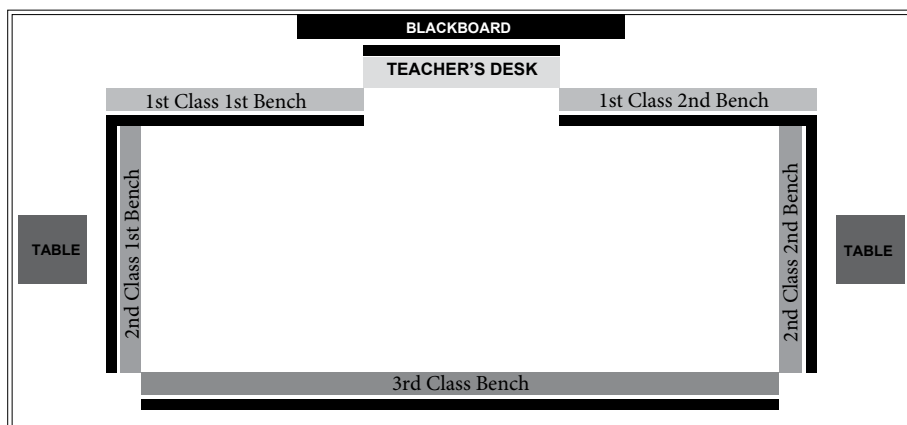 BLACKBOARD
TEACHER'S DESK
1st Class 1st Bench
1st Class 2nd Bench
2nd Class 1st Bench
2nd Class 2nd Bench
TABLE
TABLE
3rd Class Bench